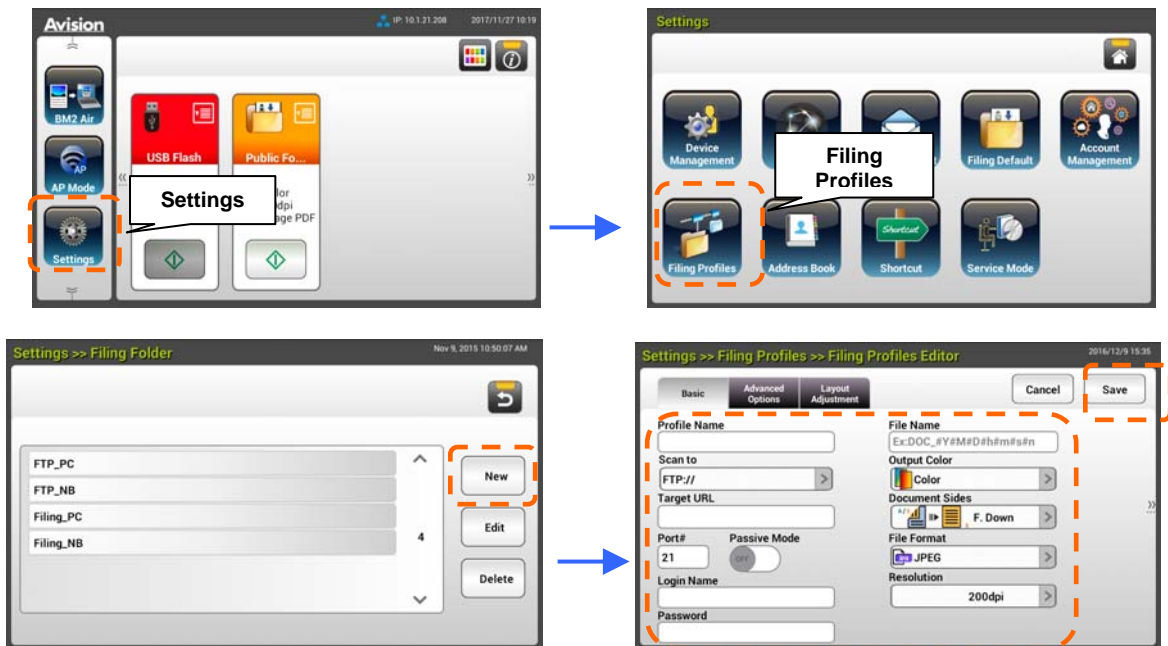 Avision
IP: 10.1.21.208
2017/11/27 10:19
BM2 Air
AP
AP Mode
Settings
USB Flash
Public Fo...
lor
dpi
age PDF
Settings
Settings
Device
Management
Filing Default
Account
Management
Filing
Profiles
Filing Profiles
Address Book
Shortcut
Shortcut
Service Mode
Settings >> Filing Folder
Nov 9, 2015 10:50:07 AM
FTP_PC
FTP_NB
Filing_PC
Filing_NB
4
New
Edit
Delete
Settings >> Filing Profiles >> Filing Profiles Editor
2016/12/9 15:35
Basic
Advanced
Options
Layout
Adjustment
Cancel
Save
Profile Name
Scan to
FTP://
Target URL
Port#
Passive Mode
21
OFF
Login Name
Password
File Name
Ex:DOC_#Y#M#D#h#m#s#n
Output Color
Color
Document Sides
F. Down
File Format
JPEG
Resolution
200dpi